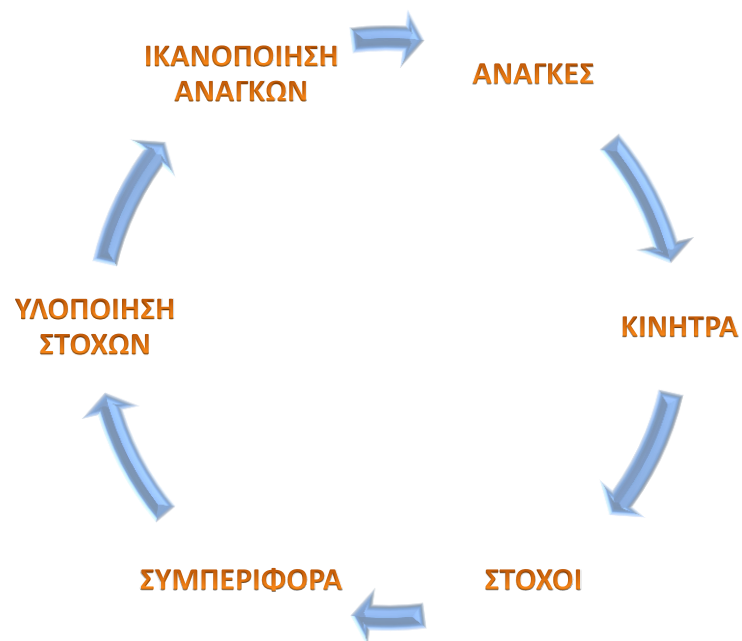 ΑΝΑΓΚΕΣ
ΚΙΝΗΤΡΑ
ΣΤΟΧΟΙ
ΣΥΜΠΕΡΙΦΟΡΑ
ΥΛΟΠΟΙΗΣΗ
ΣΤΟΧΩΝ
ΙΚΑΝΟΠΟΙΗΣΗ
ΑΝΑΓΚΩΝ